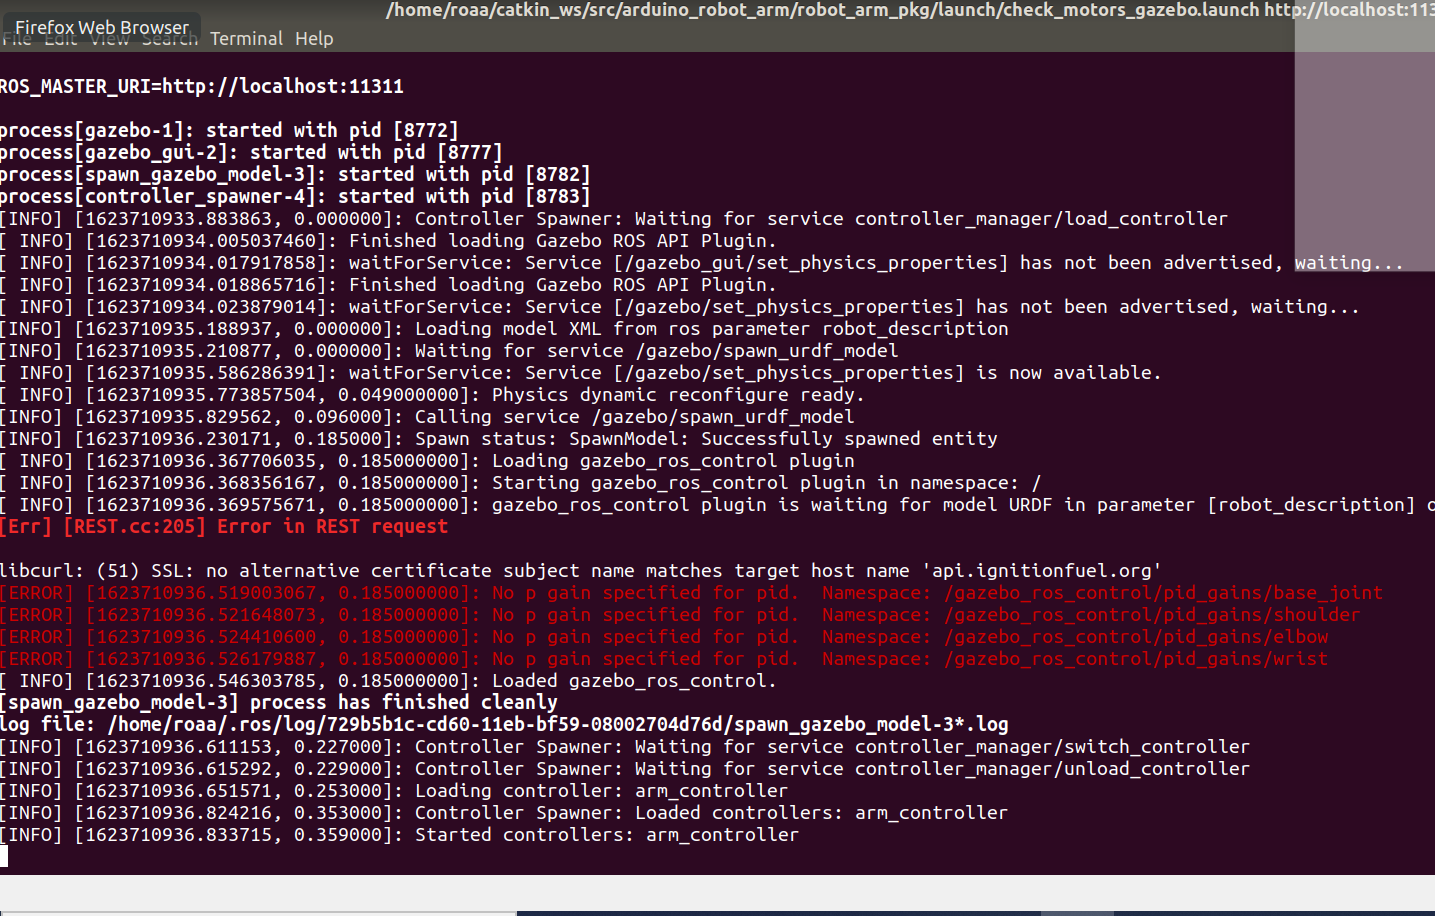 /home/roaa/catkin_ws/src/arduino_robot_arm/robot_arm_pkg/launch/check_motors_gazebo.launch http://localhost:113
Firefox Web Browser
File Edit View Search Terminal Help
ROS_MASTER_URI=http://localhost:11311
process[gazebo-1]: started with pid [8772]
process[gazebo_gui-2]: started with pid [8777]
process[spawn_gazebo_model-3]: started with pid [8782]
process[controller_spawner-4]: started with pid [8783]
[INFO] [1623710933.883863, 0.000000]: Controller Spawner: Waiting for service controller_manager/load_controller
[ INFO] [1623710934.005037460]: Finished loading Gazebo ROS API Plugin.
[ INFO] [1623710934.017917858]: waitForService: Service [/gazebo_gui/set_physics_properties] has not been advertised, waiting...
[ INFO] [1623710934.018865716]: Finished loading Gazebo ROS API Plugin.
[ INFO] [1623710934.023879014]: waitForService: Service [/gazebo/set_physics_properties] has not been advertised, waiting...
[INFO] [1623710935.188937, 0.000000]: Loading model XML from ros parameter robot_description
[INFO] [1623710935.210877, 0.000000]: Waiting for service /gazebo/spawn_urdf_model
[ INFO] [1623710935.586286391]: waitForService: Service [/gazebo/set_physics_properties] is now available.
[ INFO] [1623710935.773857504, 0.049000000]: Physics dynamic reconfigure ready.
[INFO] [1623710935.829562, 0.096000]: Calling service /gazebo/spawn_urdf_model
[INFO] [1623710936.230171, 0.185000]: Spawn status: SpawnModel: Successfully spawned entity
[ INFO] [1623710936.367706035, 0.185000000]: Loading gazebo_ros_control plugin
[ INFO] [1623710936.368356167, 0.185000000]: Starting gazebo_ros_control plugin in namespace: /
[ INFO] [1623710936.369575671, 0.185000000]: gazebo_ros_control plugin is waiting for model URDF in parameter [robot_description] o
[Err] [REST.cc:205] Error in REST request
libcurl: (51) SSL: no alternative certificate subject name matches target host name 'api.ignitionfuel.org'
[ERROR] [1623710936.519003067, 0.185000000]: No p gain specified for pid.  Namespace: /gazebo_ros_control/pid_gains/base_joint
[ERROR] [1623710936.521648073, 0.185000000]: No p gain specified for pid.  Namespace: /gazebo_ros_control/pid_gains/shoulder
[ERROR] [1623710936.524410600, 0.185000000]: No p gain specified for pid.  Namespace: /gazebo_ros_control/pid_gains/elbow
[ERROR] [1623710936.526179887, 0.185000000]: No p gain specified for pid.  Namespace: /gazebo_ros_control/pid_gains/wrist
[ INFO] [1623710936.546303785, 0.185000000]: Loaded gazebo_ros_control.
[spawn_gazebo_model-3] process has finished cleanly
log file: /home/roaa/.ros/log/729b5b1c-cd60-11eb-bf59-08002704d76d/spawn_gazebo_model-3*.log
[INFO] [1623710936.611153, 0.227000]: Controller Spawner: Waiting for service controller_manager/switch_controller
[INFO] [1623710936.615292, 0.229000]: Controller Spawner: Waiting for service controller_manager/unload_controller
[INFO] [1623710936.651571, 0.253000]: Loading controller: arm_controller
[INFO] [1623710936.824216, 0.353000]: Controller Spawner: Loaded controllers: arm_controller
[INFO] [1623710936.833715, 0.359000]: Started controllers: arm_controller